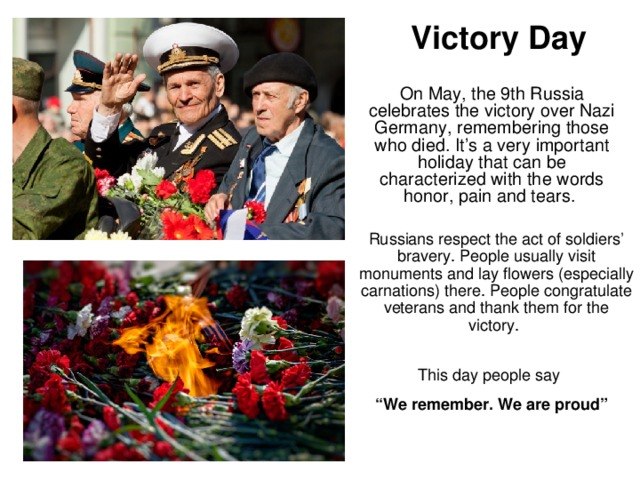 Victory Day
On May, the 9th Russia
celebrates the victory over Nazi
Germany, remembering those
who died. It’s a very important
holiday that can be
characterized with the words
honor, pain and tears.
Russians respect the act of soldiers’
bravery. People usually visit
monuments and lay flowers (especially
carnations) there. People congratulate
veterans and thank them for the
victory.
This day people say
“We remember. We are proud”